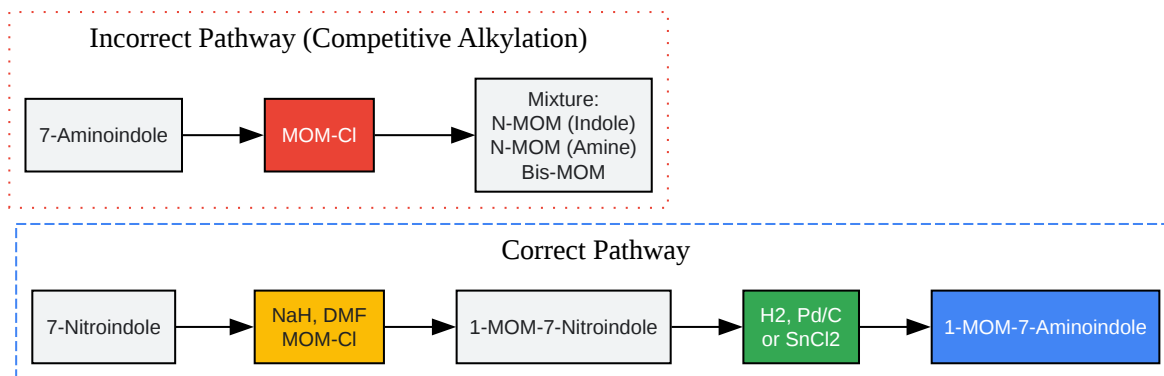 Incorrect Pathway (Competitive Alkylation)
7-Aminoindole
MOM-Cl
Mixture:
N-MOM (Indole)
N-MOM (Amine)
Bis-MOM
Correct Pathway
7-Nitroindole
NaH, DMF
MOM-Cl
1-MOM-7-Nitroindole
H2, Pd/C
or SnCl2
1-MOM-7-Aminoindole